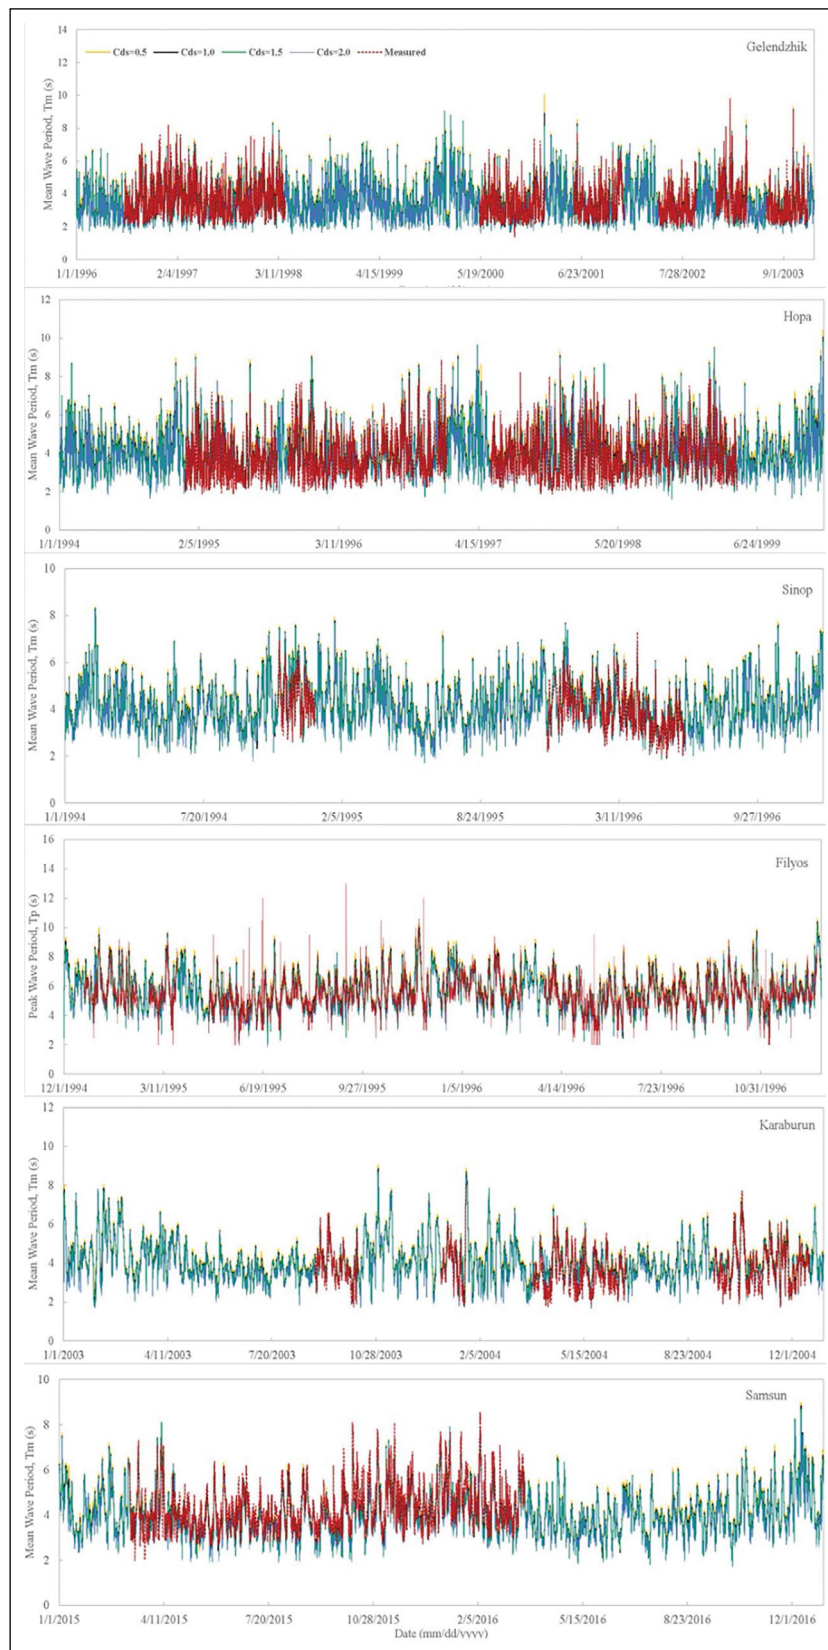 14
Cds=0.5 Cds=1.0 Cds=1.5 Cds=2.0 Measured
Gelendzhik
12
10
8
6
4
2
0
Mean Wave Period, Tm (s)
1/1/1996 2/4/1997 3/11/1998 4/15/1999 5/19/2000 6/23/2001 7/28/2002 9/1/2003
12
Hopa
10
8
6
4
2
0
Mean Wave Period, Tm (s)
1/1/1994 2/5/1995 3/11/1996 4/15/1997 5/20/1998 6/24/1999
10
Sinop
8
6
4
2
0
Mean Wave Period, Tm (s)
1/1/1994 7/20/1994 2/5/1995 8/24/1995 3/11/1996 9/27/1996
16
Filyos
14
12
10
8
6
4
2
0
Peak Wave Period, Tp (s)
12/1/1994 3/11/1995 6/19/1995 9/27/1995 1/5/1996 4/14/1996 7/23/1996 10/31/1996
12
Karaburun
10
8
6
4
2
0
Mean Wave Period, Tm (s)
1/1/2003 4/11/2003 7/20/2003 10/28/2003 2/5/2004 5/15/2004 8/23/2004 12/1/2004
10
Samsun
8
6
4
2
0
Mean Wave Period, Tm (s)
1/1/2015 4/11/2015 7/20/2015 10/28/2015 2/5/2016 5/15/2016 8/23/2016 12/1/2016
Date (mm/dd/yyyy)